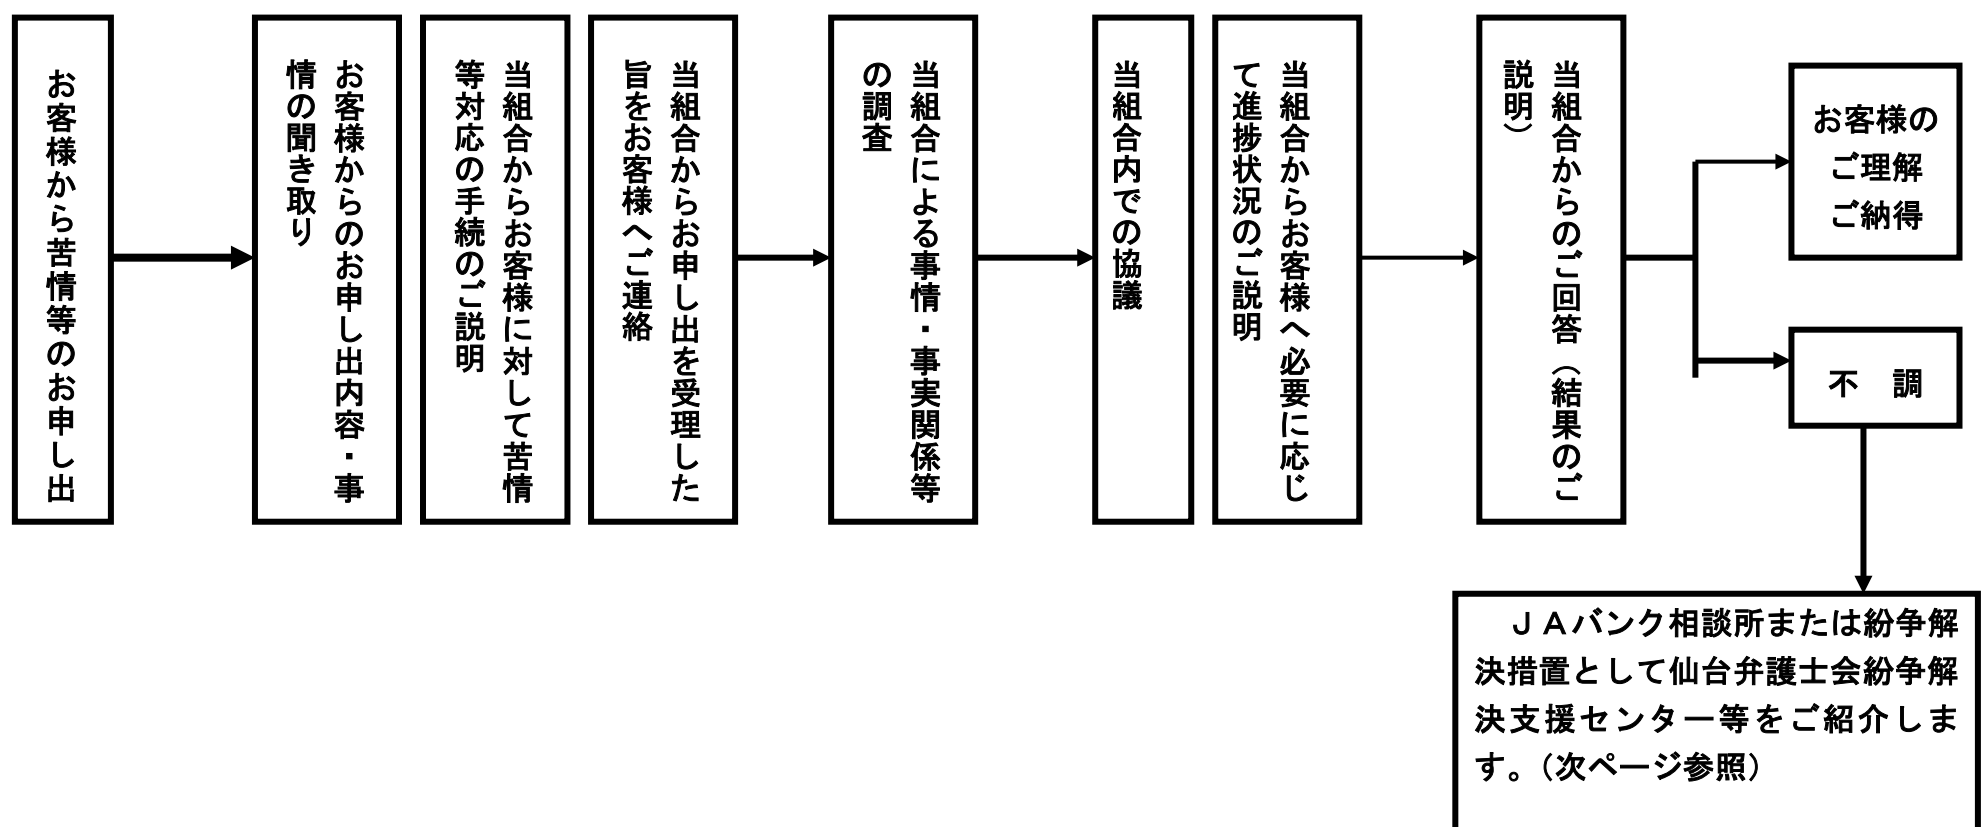 お客様から苦情等のお申し出
お客様からのお申し出内容・事
情の聞き取り
当組合からお客様に対して苦情
等対応の手続のご説明
当組合からお申し出を受理した
旨をお客様へご連絡
当組合による事情・事実関係等
の調査
当組合内での協議
当組合からお客様へ必要に応じ
て進捗状況のご説明
当組合からのご回答（結果のご
説明）
お客様の
ご理解
ご納得
不　調
ＪＡバンク相談所または紛争解
決措置として仙台弁護士会紛争解
決支援センター等をご紹介しま
す。（次ページ参照）